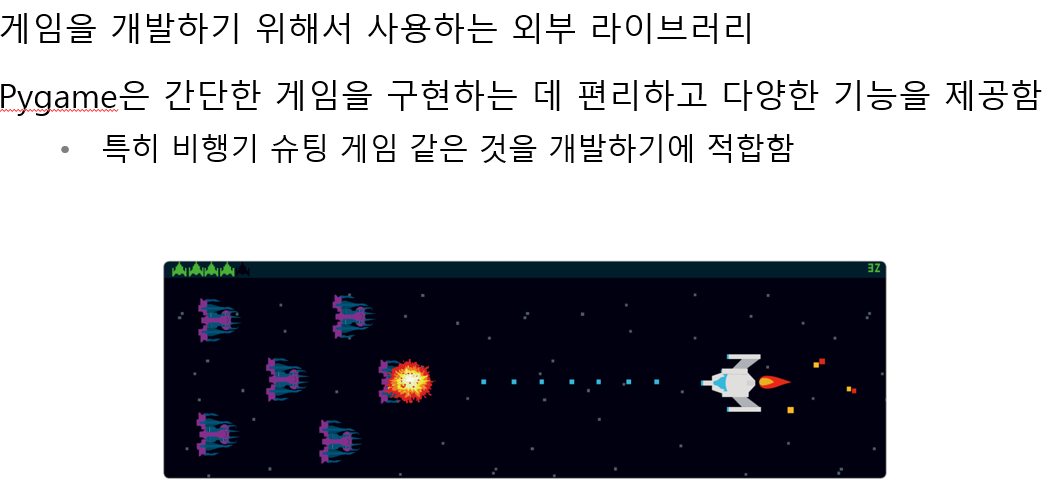 게임을 개발하기 위해서 사용하는 외부 라이브러리
Pygame은 간단한 게임을 구현하는 데 편리하고 다양한 기능을 제공함
• 특히 비행기 슈팅 게임 같은 것을 개발하기에 적합함